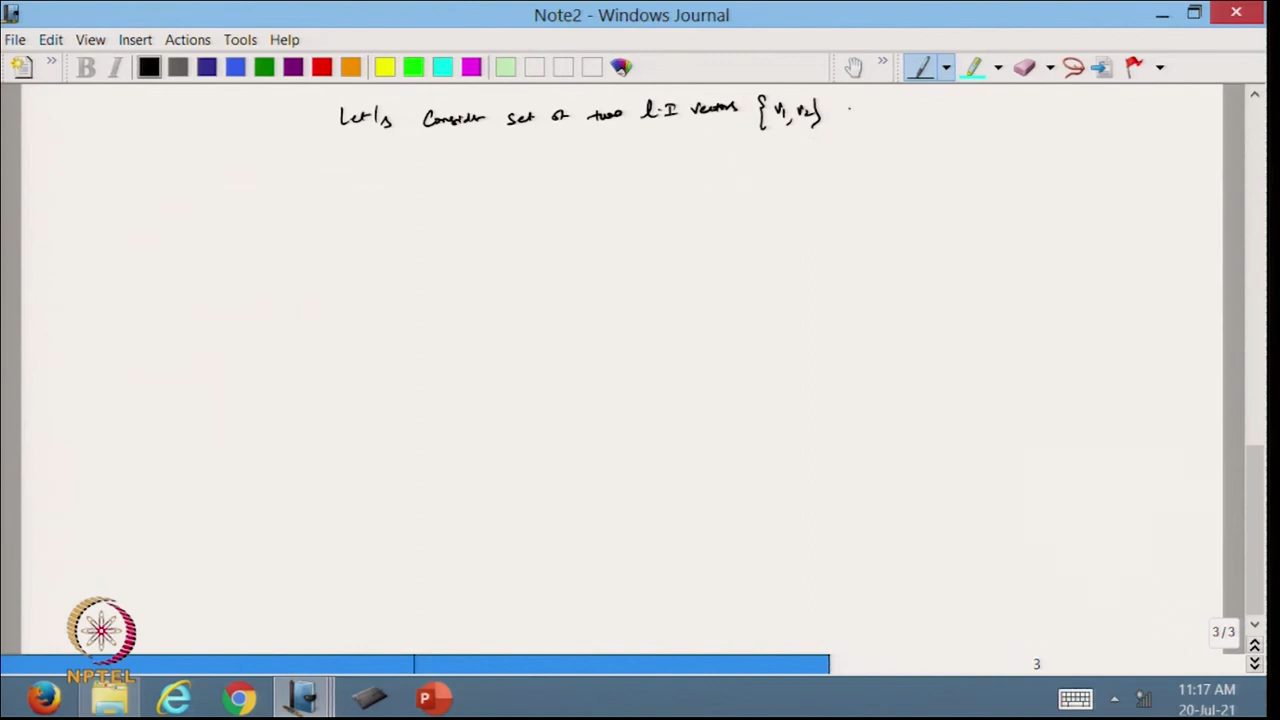 Note2 - Windows Journal
File Edit View Insert Actions Tools Help
Let's Consider set of two l.I vectors {v1, v2}
3/3
3
NPTEL
11:17 AM
20-Jul-21